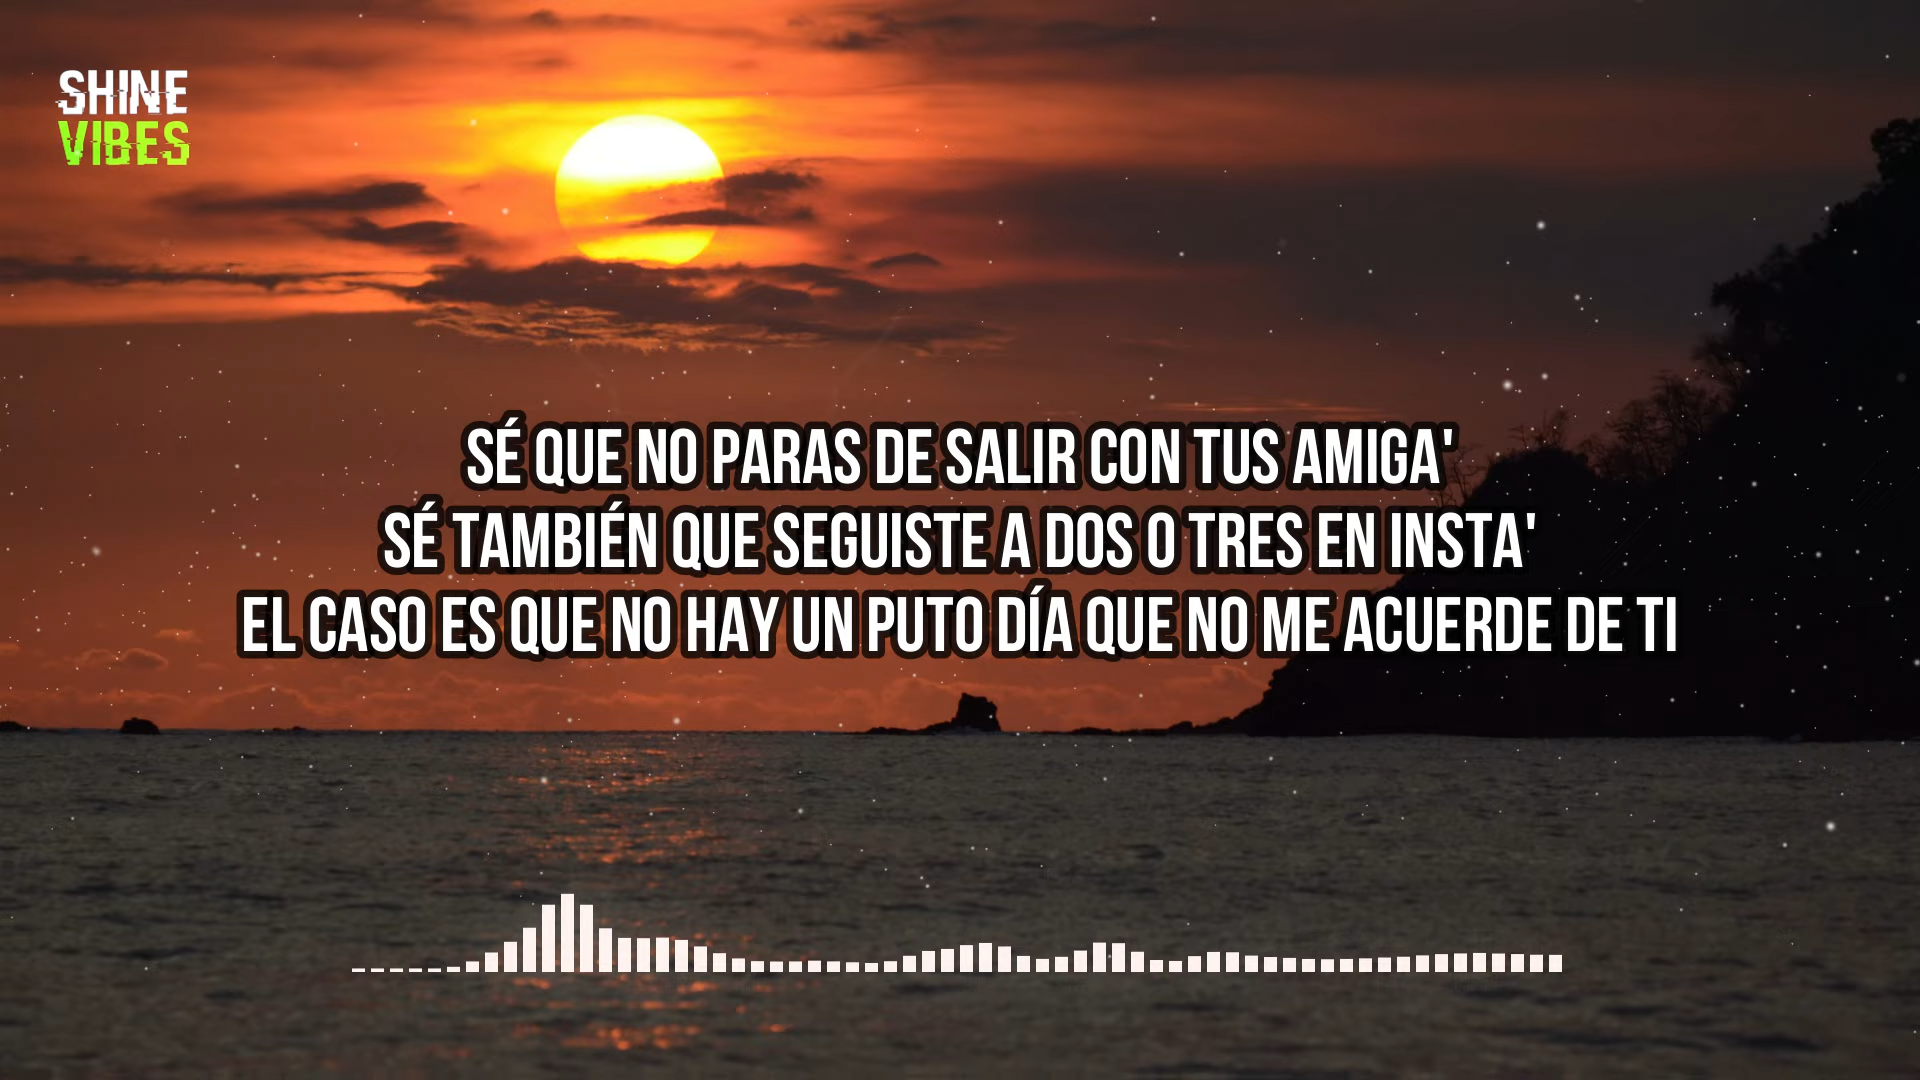 SHINE
VIBES
SÉ QUE NO PARAS DE SALIR CON TUS AMIGA'
SÉ TAMBIÉN QUE SEGUISTE A DOS O TRES EN INSTA'
EL CASO ES QUE NO HAY UN PUTO DÍA QUE NO ME ACUERDE DE TI